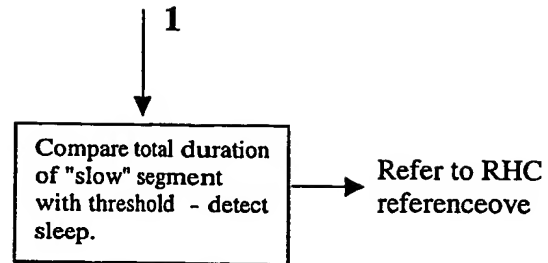 1
Compare total duration
of "slow" segment
with threshold - detect
sleep.
Refer to RHC
referenceove